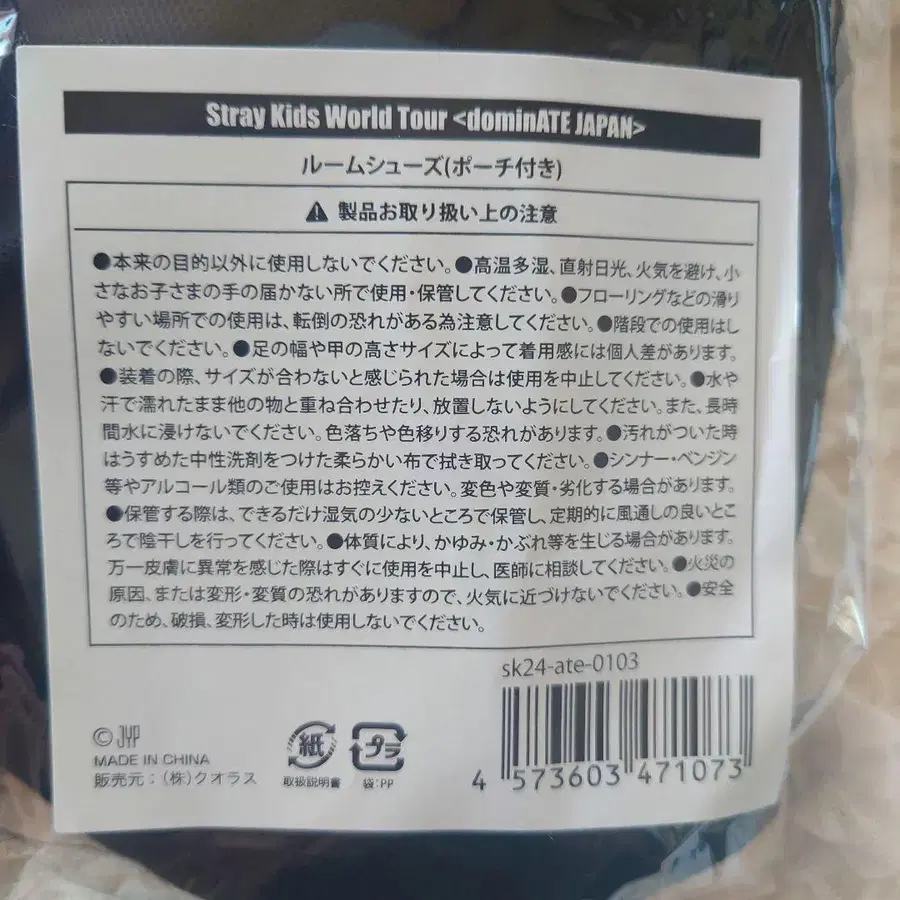 Stray Kids World Tour <dominATE JAPAN>
ルームシューズ(ポーチ付き)
製品お取り扱い上の注意
●本来の目的以外に使用しないでください。●高温多湿、直射日光、火気を避け、小
さなお子さまの手の届かない所で使用・保管してください。●フローリングなどの滑り
やすい場所での使用は、転倒の恐れがある為注意してください。●階段での使用はし
ないでください。●足の幅や甲の高さサイズによって着用感には個人差があります。
●装着の際、サイズが合わないと感じられた場合は使用を中止してください。●水や
汗で濡れたまま他の物と重ね合わせたり、放置しないようにしてください。また、長時
間水に浸けないでください。色落ちや色移りする恐れがあります。●汚れがついた時
はうすめた中性洗剤をつけた柔らかい布で拭き取ってください。●シンナー・ベンジン
等やアルコール類のご使用はお控えください。変色や変質・劣化する場合があります。
●保管する際は、できるだけ湿気の少ないところで保管し、定期的に風通しの良いとこ
ろで陰干しを行ってください。●体質により、かゆみ・かぶれ等を生じる場合があります。
万一皮膚に異常を感じた際はすぐに使用を中止し、医師に相談してください。●火災の
原因、または変形・変質の恐れがありますので、火気に近づけないでください。●安全
のため、破損、変形した時は使用しないでください。
sk24-ate-0103
4 573603 471073
© JYP
MADE IN CHINA
販売元：(株)クオラス
紙
取扱説明書
プラ
袋:PP